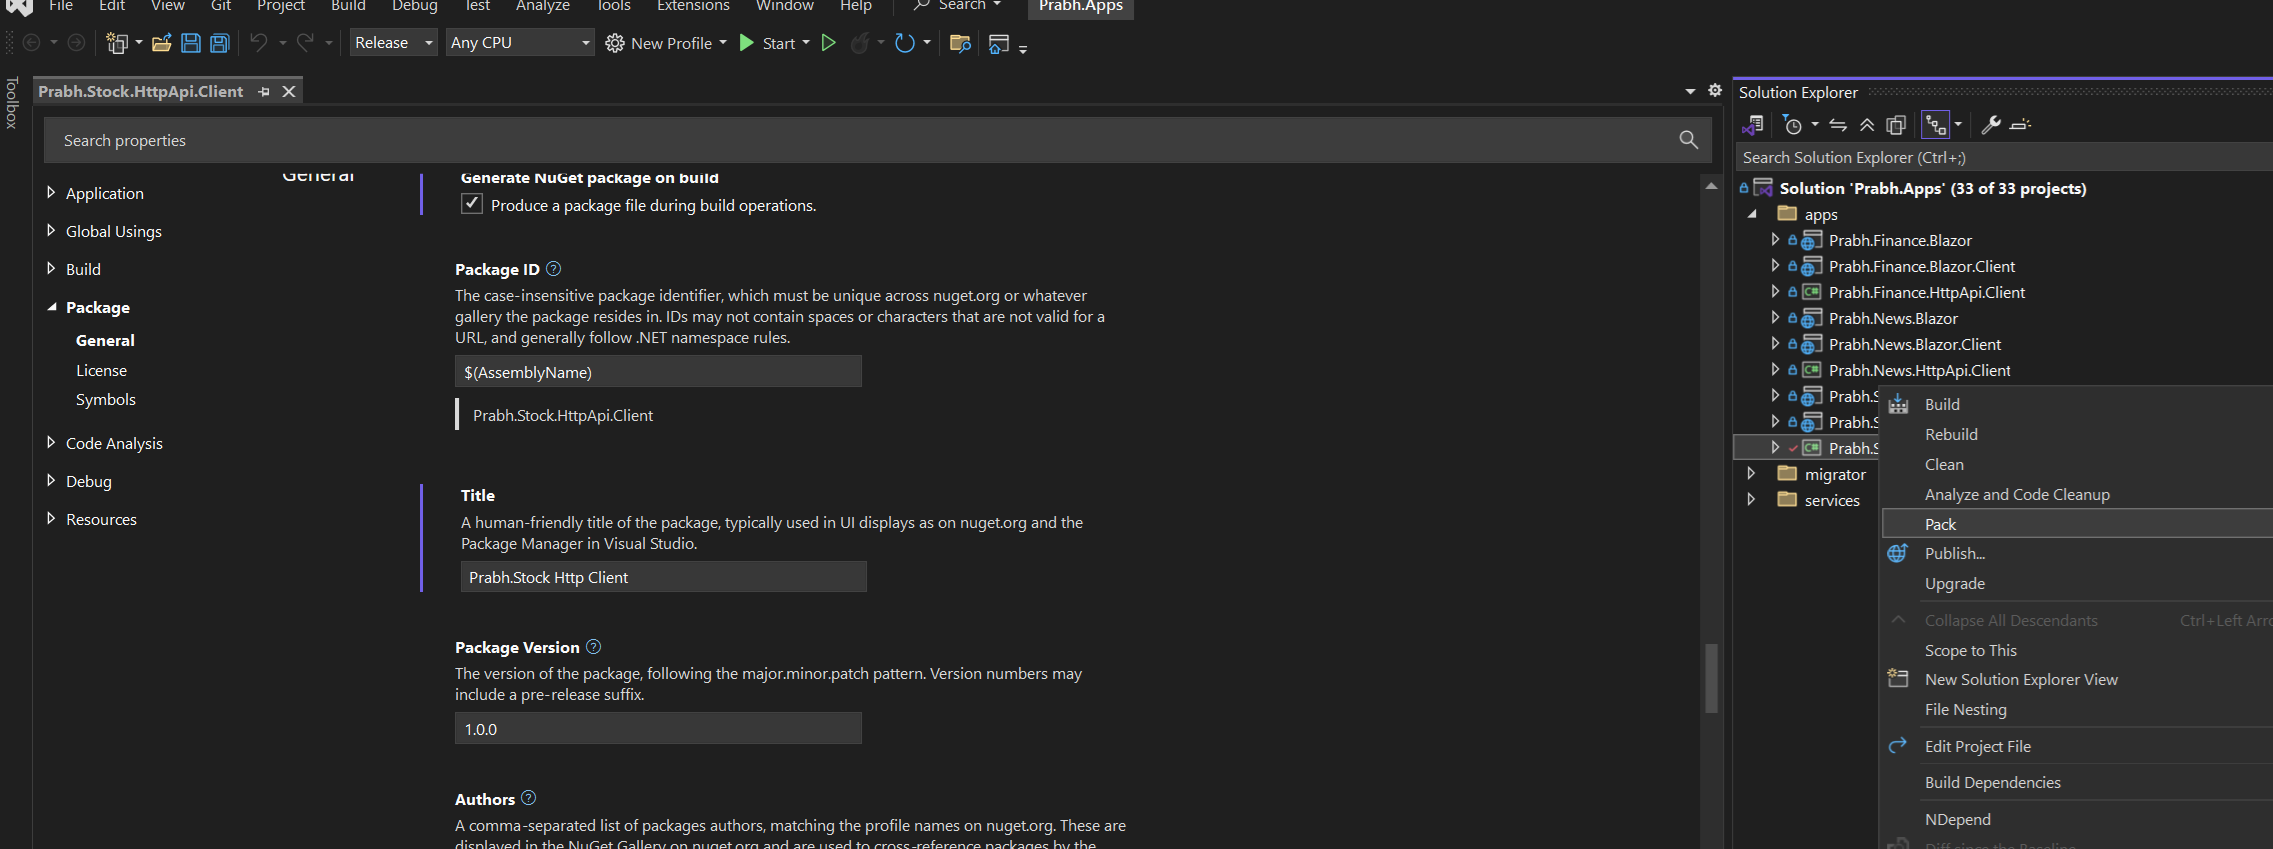 File Edit View Git Project Build Debug Test Analyze Tools Extensions Window Help Search Prabh.Apps
Release Any CPU New Profile Start
Toolbox
Prabh.Stock.HttpApi.Client
Search properties
Application
Global Usings
Build
Package
General
License
Symbols
Code Analysis
Debug
Resources
General
Generate NuGet package on build
Produce a package file during build operations.
Package ID
The case-insensitive package identifier, which must be unique across nuget.org or whatever
gallery the package resides in. IDs may not contain spaces or characters that are not valid for a
URL, and generally follow .NET namespace rules.
$(AssemblyName)
Prabh.Stock.HttpApi.Client
Title
A human-friendly title of the package, typically used in UI displays as on nuget.org and the
Package Manager in Visual Studio.
Prabh.Stock Http Client
Package Version
The version of the package, following the major.minor.patch pattern. Version numbers may
include a pre-release suffix.
1.0.0
Authors
A comma-separated list of packages authors, matching the profile names on nuget.org. These are
displayed in the NuGet Gallery on nuget.org and are used to cross-reference packages by the
Solution Explorer
Search Solution Explorer (Ctrl+;)
Solution 'Prabh.Apps' (33 of 33 projects)
apps
Prabh.Finance.Blazor
Prabh.Finance.Blazor.Client
Prabh.Finance.HttpApi.Client
Prabh.News.Blazor
Prabh.News.Blazor.Client
Prabh.News.HttpApi.Client
Prabh.S
Prabh.S
Prabh.S
migrator
services
Build
Rebuild
Clean
Analyze and Code Cleanup
Pack
Publish...
Upgrade
Collapse All Descendants Ctrl+Left Arro
Scope to This
New Solution Explorer View
File Nesting
Edit Project File
Build Dependencies
NDepend
Diff since the Baseline